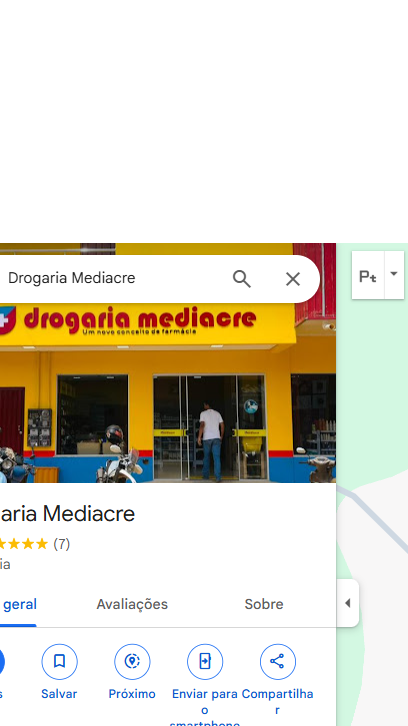 Drogaria Mediacre
drogaria mediacre
Um novo conceito de farmácia
aria Mediacre
(7)
ia
geral
Avaliações
Sobre
s
Salvar
Próximo
Enviar para o smartphone
Compartilha
r